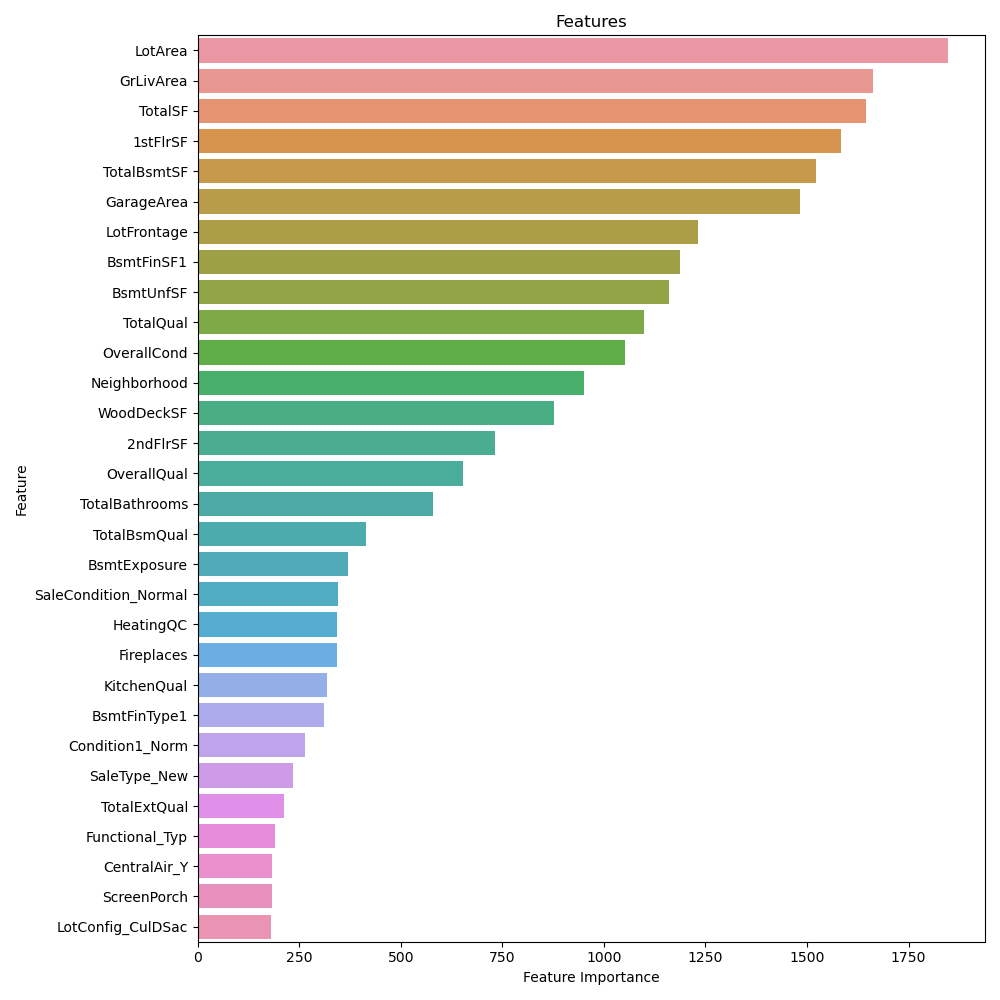 Features
LotArea
GrLivArea
TotalSF
1stFlrSF
TotalBsmtSF
GarageArea
LotFrontage
BsmtFinSF1
BsmtUnfSF
TotalQual
OverallCond
Neighborhood
WoodDeckSF
2ndFlrSF
OverallQual
TotalBathrooms
TotalBsmQual
BsmtExposure
SaleCondition_Normal
HeatingQC
Fireplaces
KitchenQual
BsmtFinType1
Condition1_Norm
SaleType_New
TotalExtQual
Functional_Typ
CentralAir_Y
ScreenPorch
LotConfig_CulDSac
Feature
0 250 500 750 1000 1250 1500 1750
Feature Importance